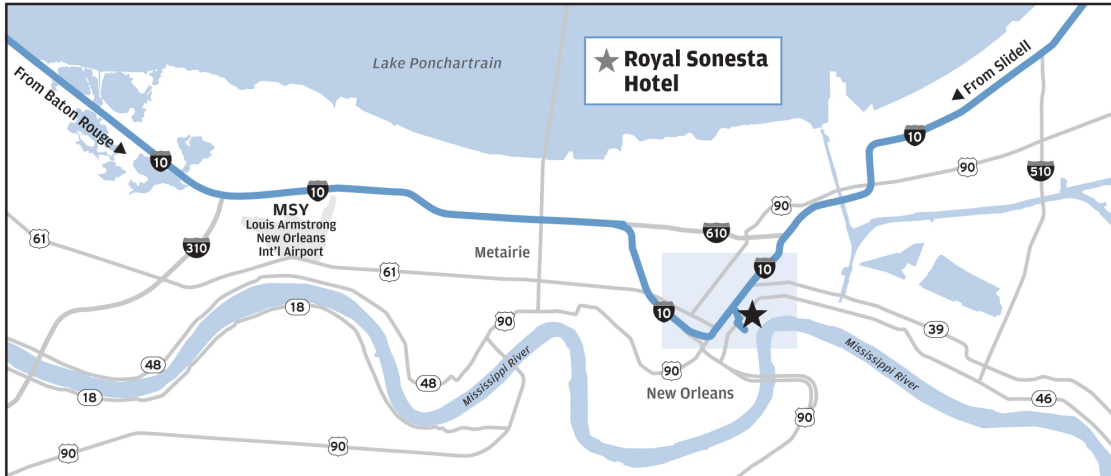 Lake Ponchartrain
★ Royal Sonesta
Hotel
From Slidell
From Baton Rouge
10
10
90
90
510
10
MSY
Louis Armstrong
New Orleans
Int'l Airport
61
310
Metairie
610
90
10
61
18
90
10
39
48
18
48
Mississippi River
90
New Orleans
Mississippi River
46
90
90
90